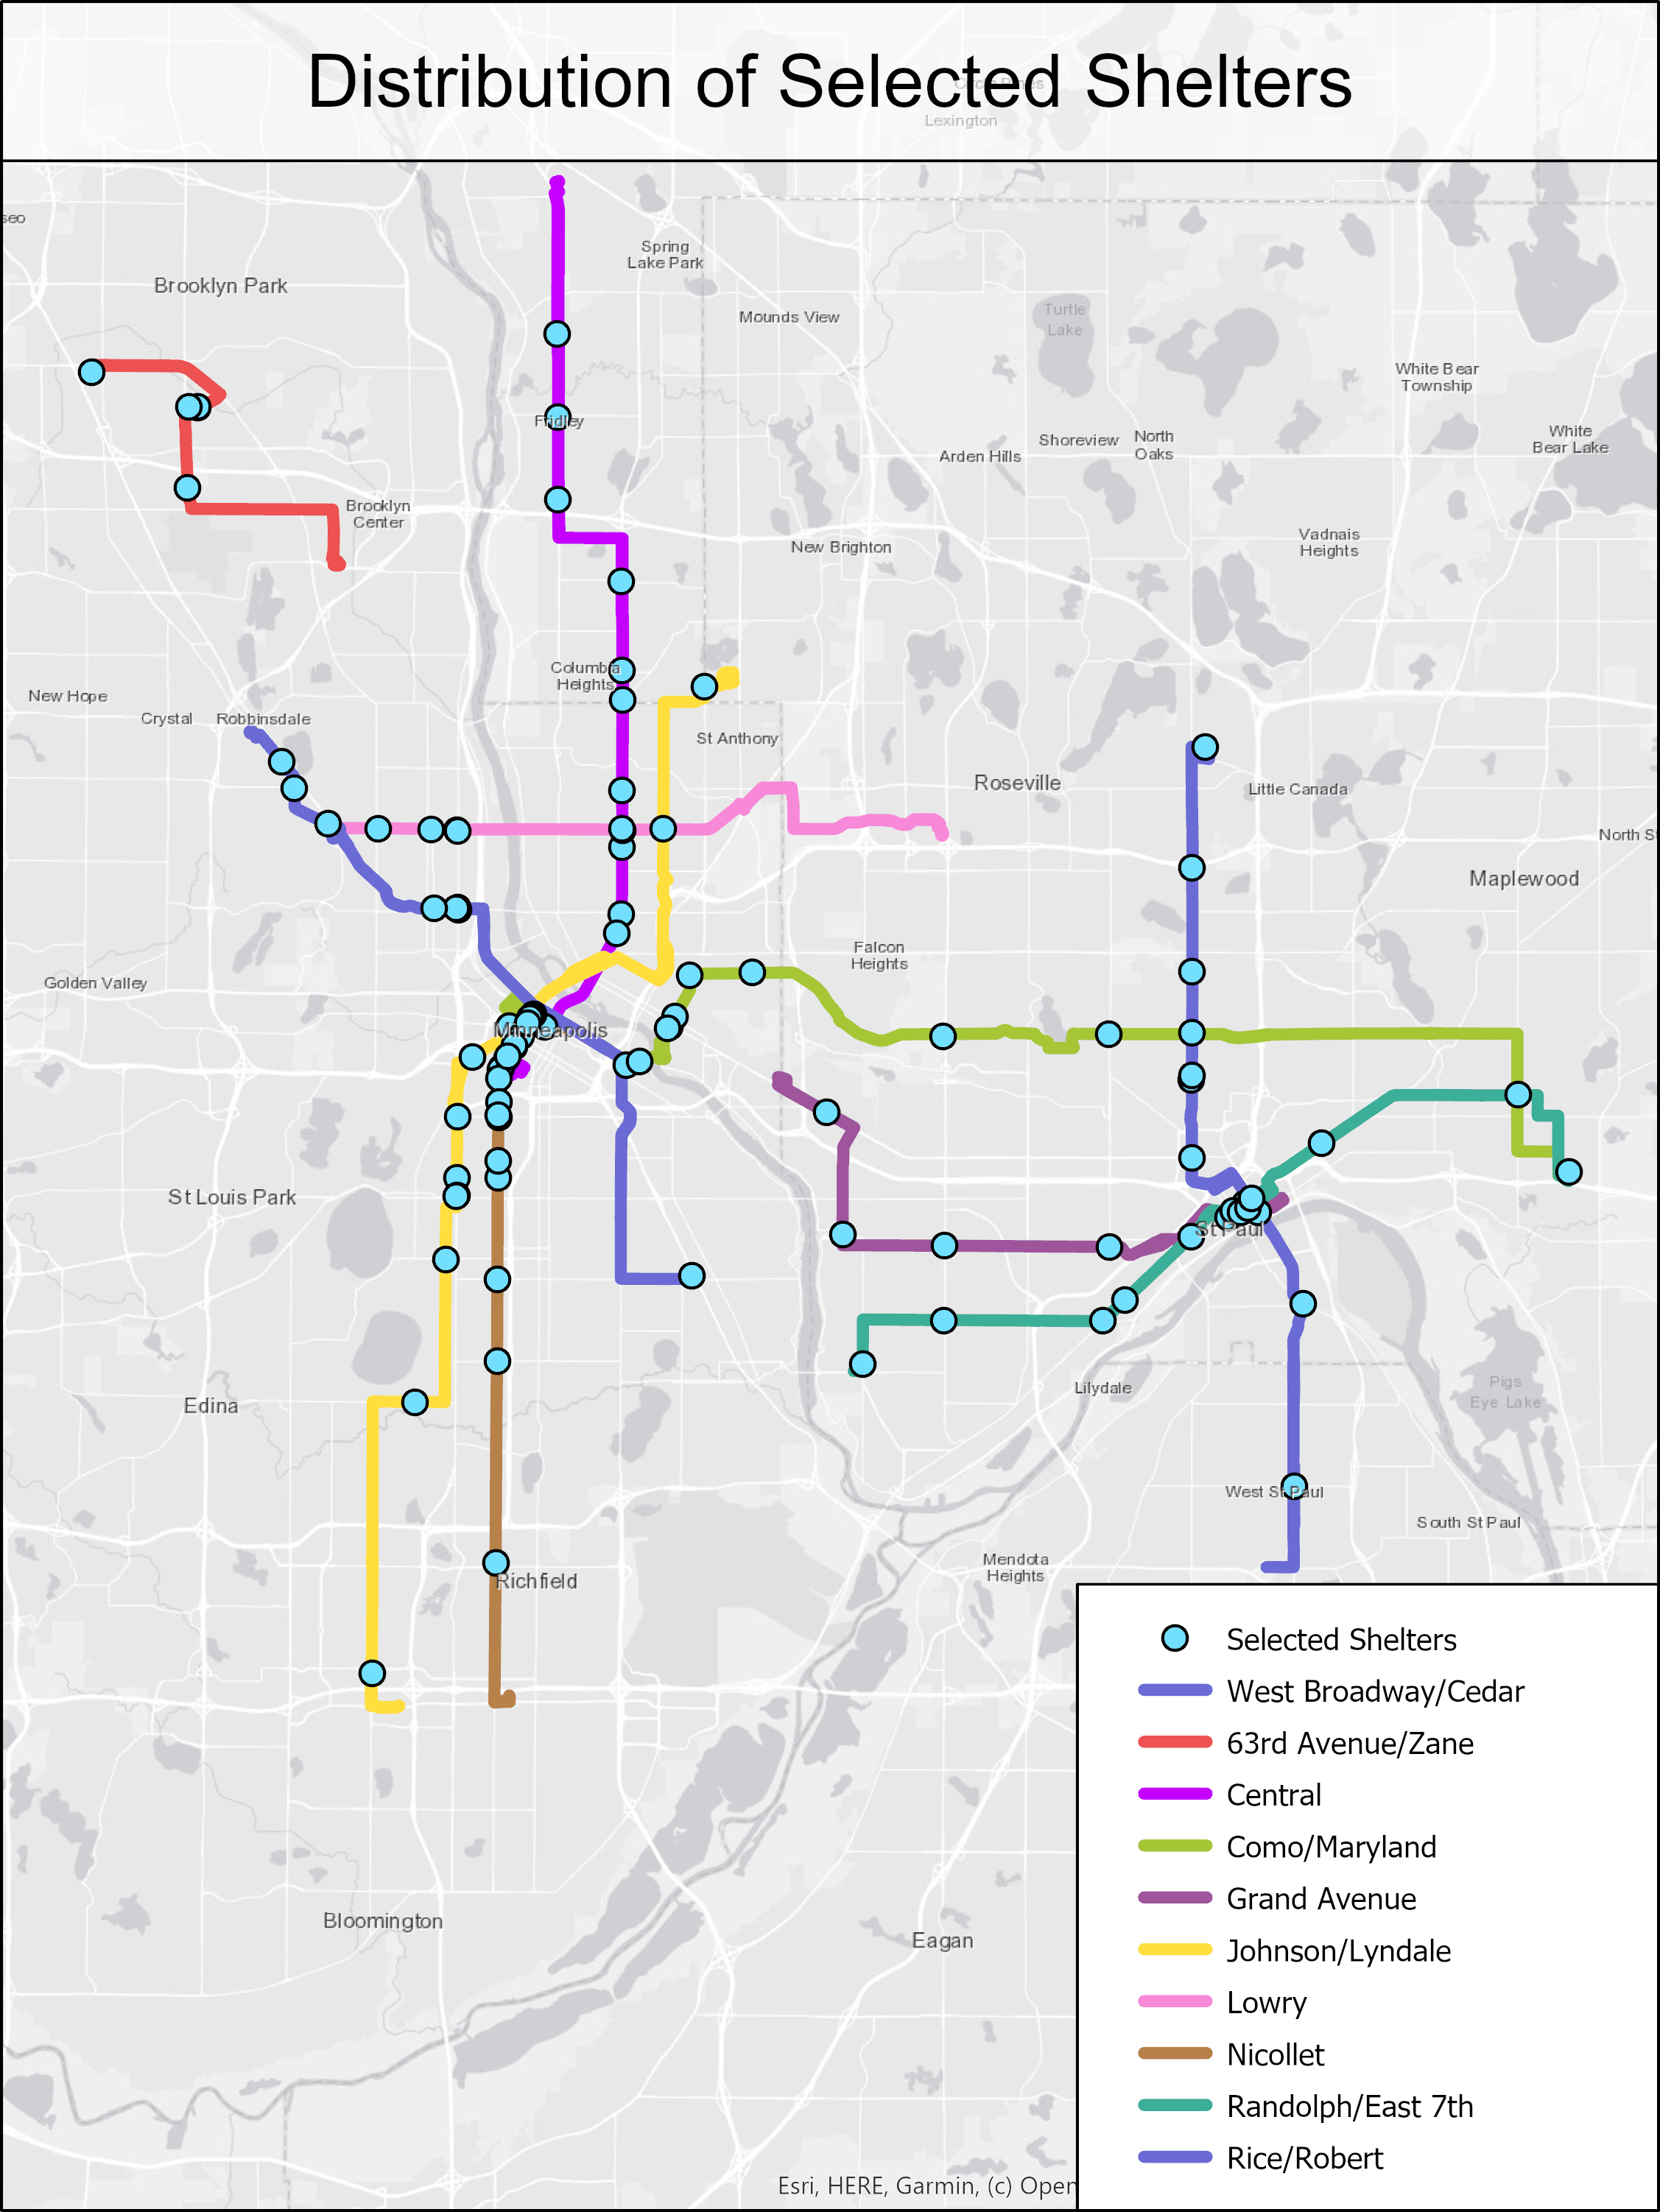 Distribution of Selected Shelters
Circle Pines
Lexington
seo
Spring
Lake Park
Brooklyn Park
Mounds View
Turtle
Lake
White Bear
Township
Fridley
Shoreview
North
Oaks
White
Bear Lake
Arden Hills
Brooklyn
Center
New Brighton
Vadnais
Heights
Columbia
Heights
New Hope
Crystal
Robbinsdale
St Anthony
Roseville
Little Canada
North S
Maplewood
Falcon
Heights
Golden Valley
Minneapolis
St Louis Park
St Paul
Lilydale
Pigs
Eye Lake
Edina
West St Paul
South St Paul
Mendota
Heights
Richfield
Selected Shelters
West Broadway/Cedar
63rd Avenue/Zane
Central
Como/Maryland
Grand Avenue
Johnson/Lyndale
Lowry
Nicollet
Randolph/East 7th
Rice/Robert
Bloomington
Eagan
Esri, HERE, Garmin, (c) Open